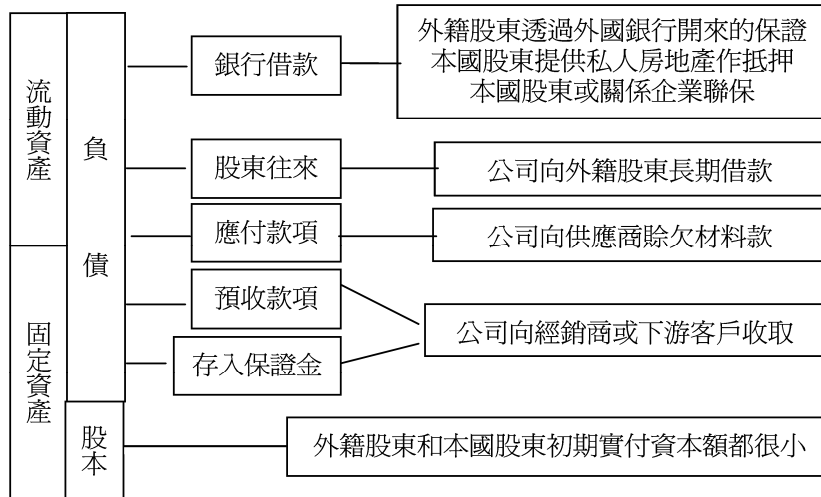 流動資產
固定資產
負債
股本
銀行借款
外籍股東透過外國銀行開來的保證
本國股東提供私人房地產作抵押
本國股東或關係企業聯保
股東往來
公司向外籍股東長期借款
應付款項
公司向供應商賒欠材料款
預收款項
存入保證金
公司向經銷商或下游客戶收取
外籍股東和本國股東初期實付資本額都很小